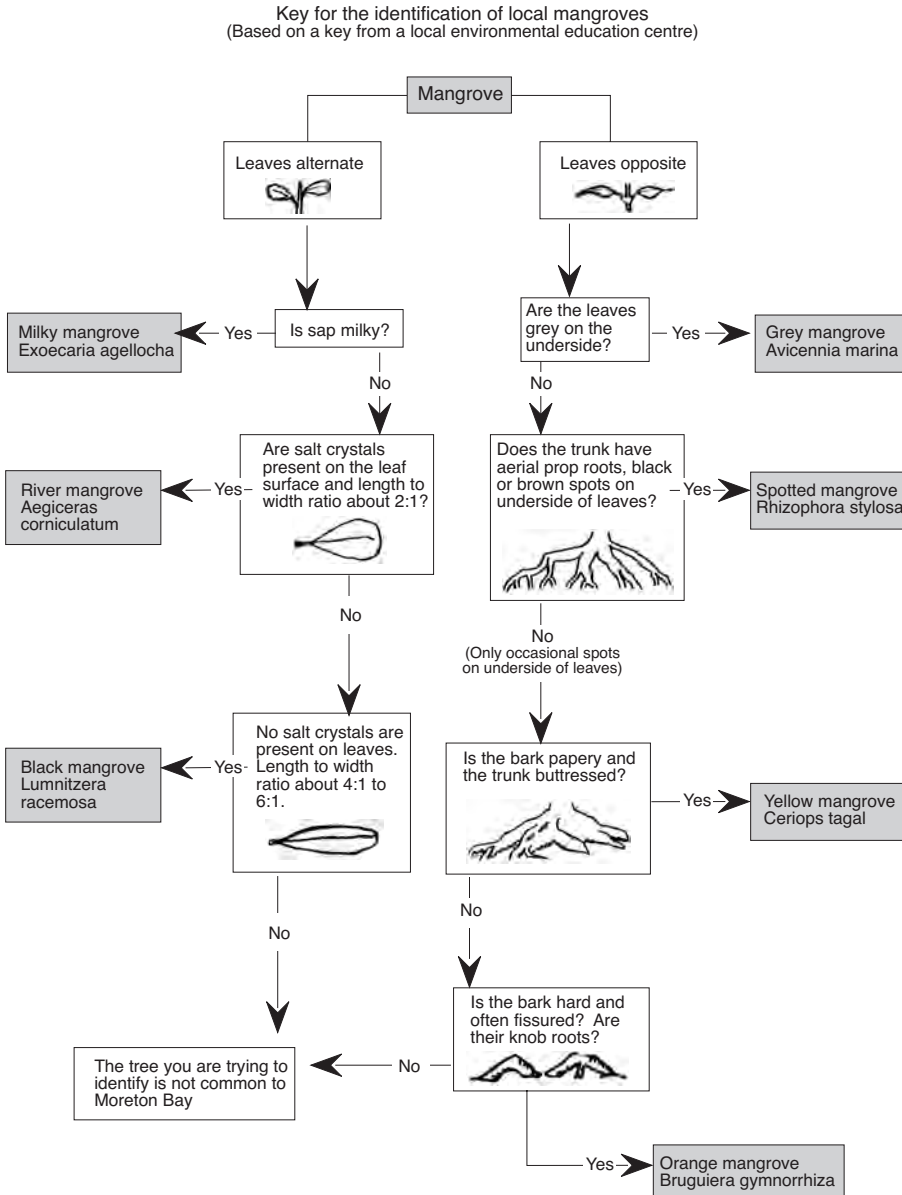 Key for the identification of local mangroves
(Based on a key from a local environmental education centre)
Mangrove
Leaves alternate
Leaves opposite
Is sap milky?
Yes
Milky mangrove
Exoecaria agellocha
No
Are the leaves
grey on the
underside?
Yes
Grey mangrove
Avicennia marina
No
Are salt crystals
present on the leaf
surface and length to
width ratio about 2:1?
Yes
River mangrove
Aegiceras
corniculatum
No
Does the trunk have
aerial prop roots, black
or brown spots on
underside of leaves?
Yes
Spotted mangrove
Rhizophora stylosa
No
(Only occasional spots
on underside of leaves)
No salt crystals are
present on leaves.
Length to width
ratio about 4:1 to
6:1.
Yes
Black mangrove
Lumnitzera
racemosa
No
Is the bark papery and
the trunk buttressed?
Yes
Yellow mangrove
Ceriops tagal
No
Is the bark hard and
often fissured? Are
their knob roots?
No
The tree you are trying to
identify is not common to
Moreton Bay
Yes
Orange mangrove
Bruguiera gymnorrhiza